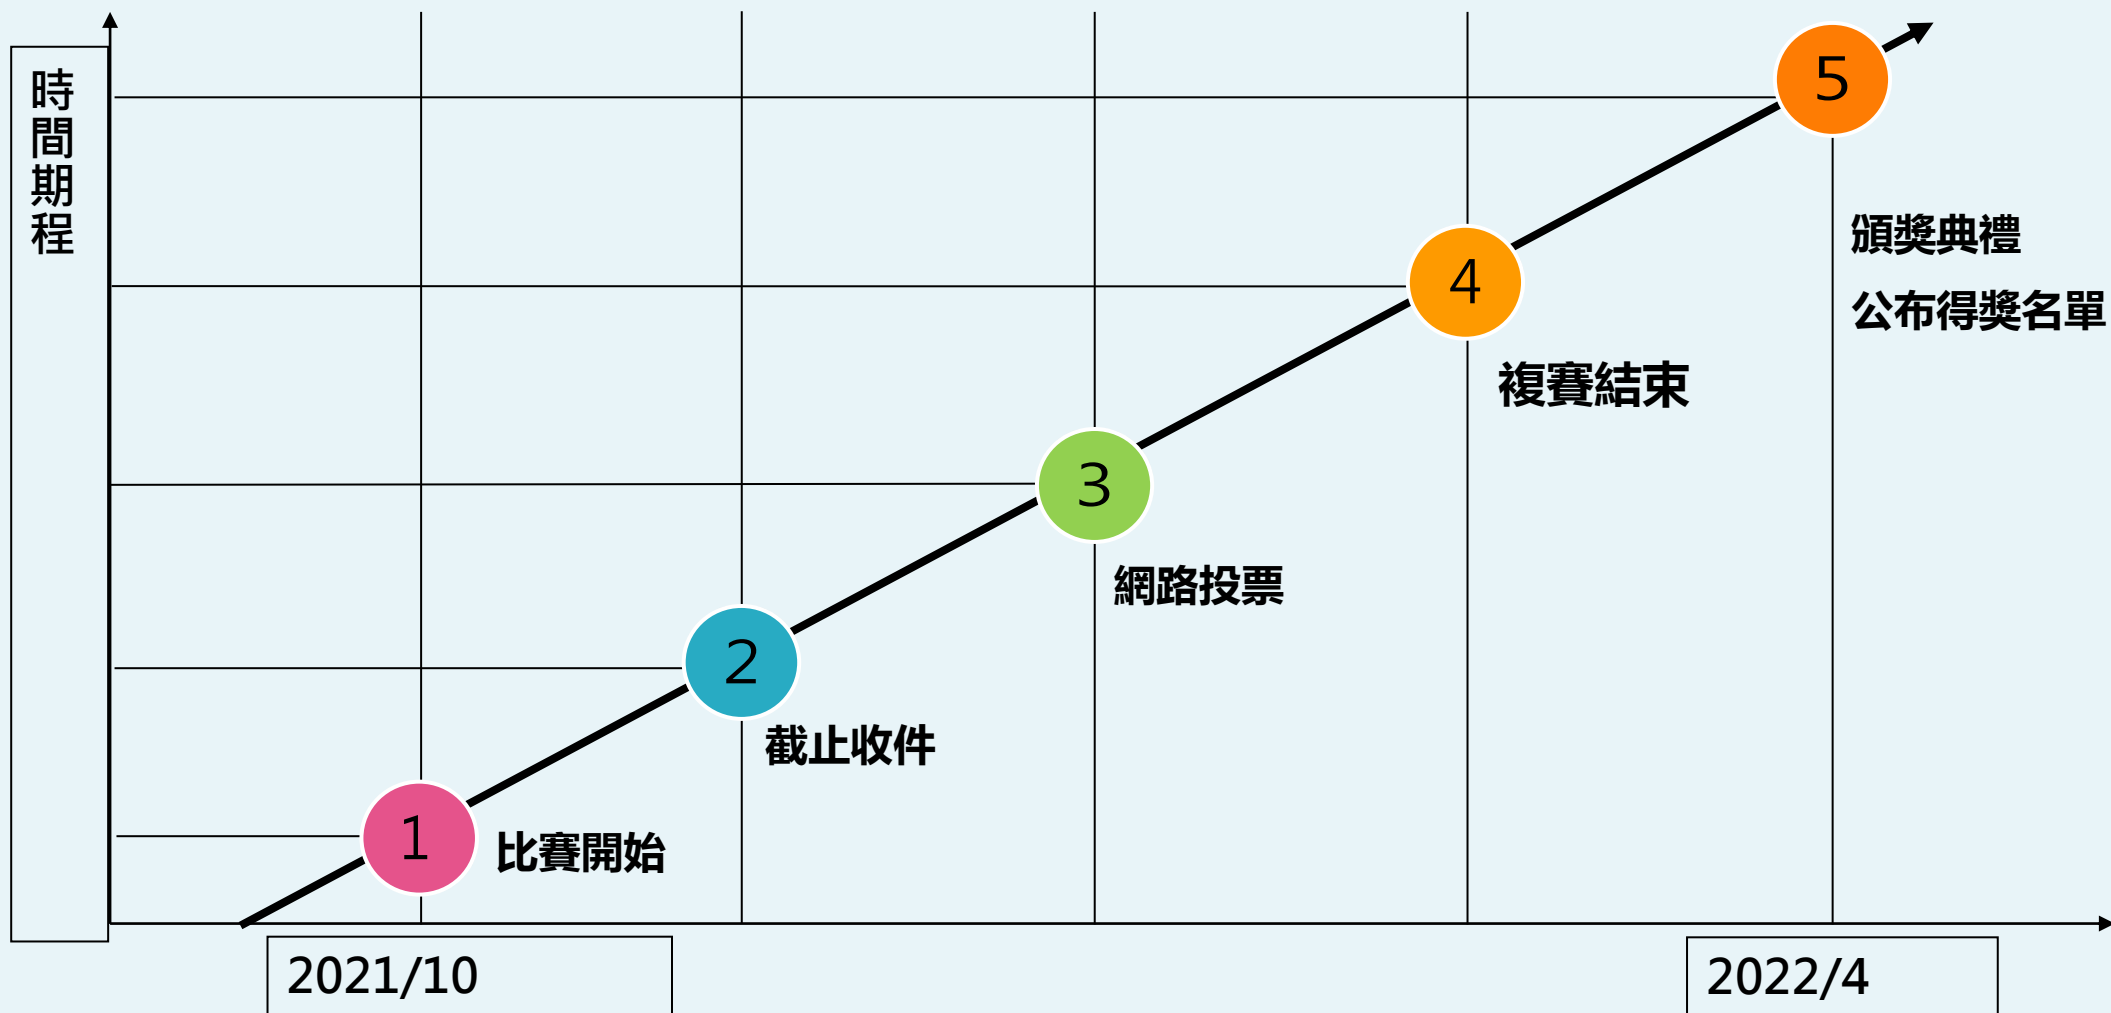 時間期程
5
頒獎典禮
公布得獎名單
4
複賽結束
3
網路投票
2
截止收件
1
比賽開始
2021/10
2022/4